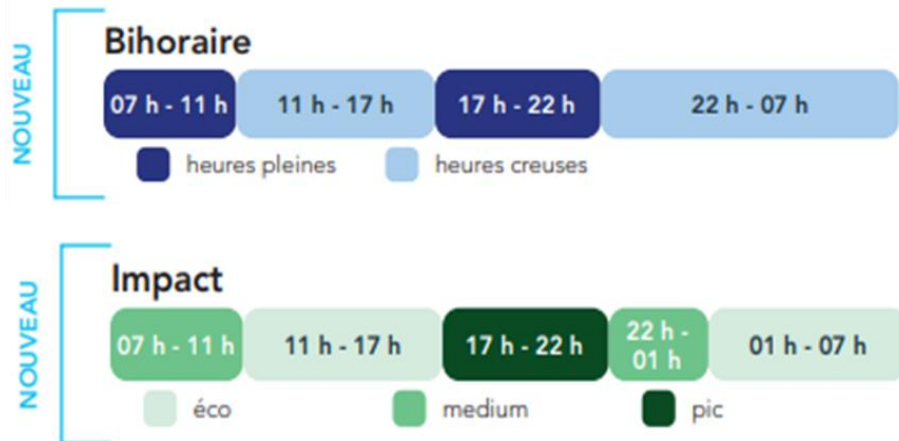 NOUVEAU
Bihoraire
07 h - 11 h
11 h - 17 h
17 h - 22 h
22 h - 07 h
heures pleines
heures creuses
NOUVEAU
Impact
07 h - 11 h
11 h - 17 h
17 h - 22 h
22 h -
01 h
01 h - 07 h
éco
medium
pic